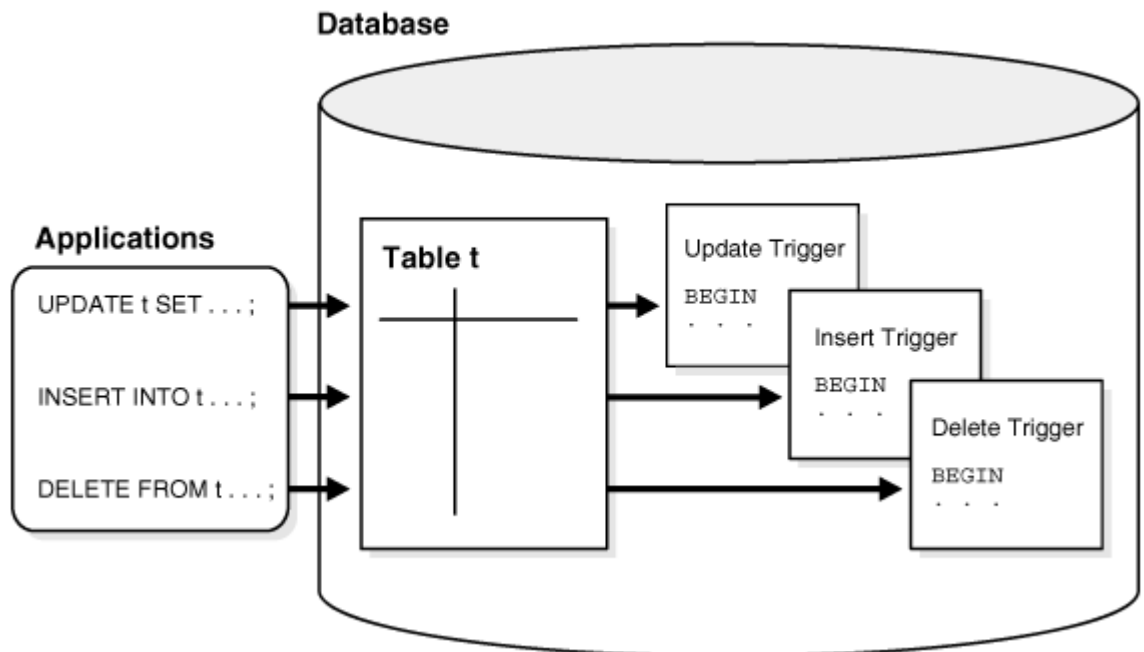 Database
Applications
UPDATE t SET . . . ;
INSERT INTO t . . . ;
DELETE FROM t . . . ;
Table t
Update Trigger
BEGIN
. . .
Insert Trigger
BEGIN
. . .
Delete Trigger
BEGIN
. . .